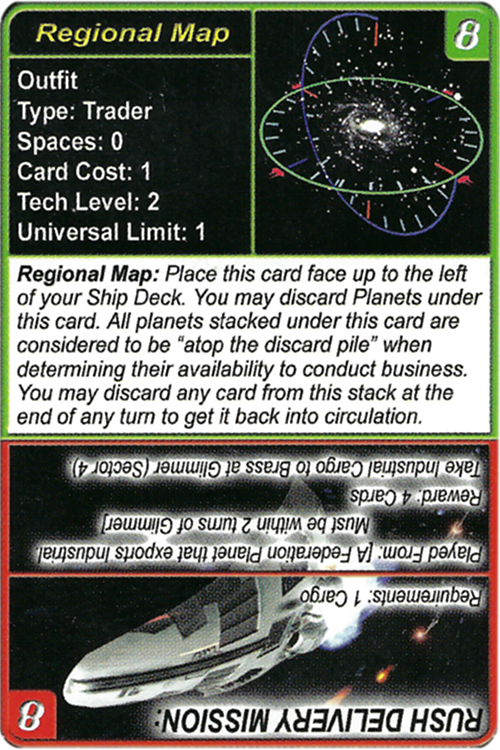 Regional Map
8
Outfit
Type: Trader
Spaces: 0
Card Cost: 1
Tech Level: 2
Universal Limit: 1
Regional Map: Place this card face up to the left
of your Ship Deck. You may discard Planets under
this card. All planets stacked under this card are
considered to be “atop the discard pile” when
determining their availability to conduct business.
You may discard any card from this stack at the
end of any turn to get it back into circulation.
RUSH DELIVERY MISSION:
8
Requirements: 1 Cargo
Played From: [A Federation Planet that exports Industrial
Must be within 2 turns of Glimmer]
Reward: 4 Cards
Take Industrial Cargo to Brass at Glimmer (Sector 4)